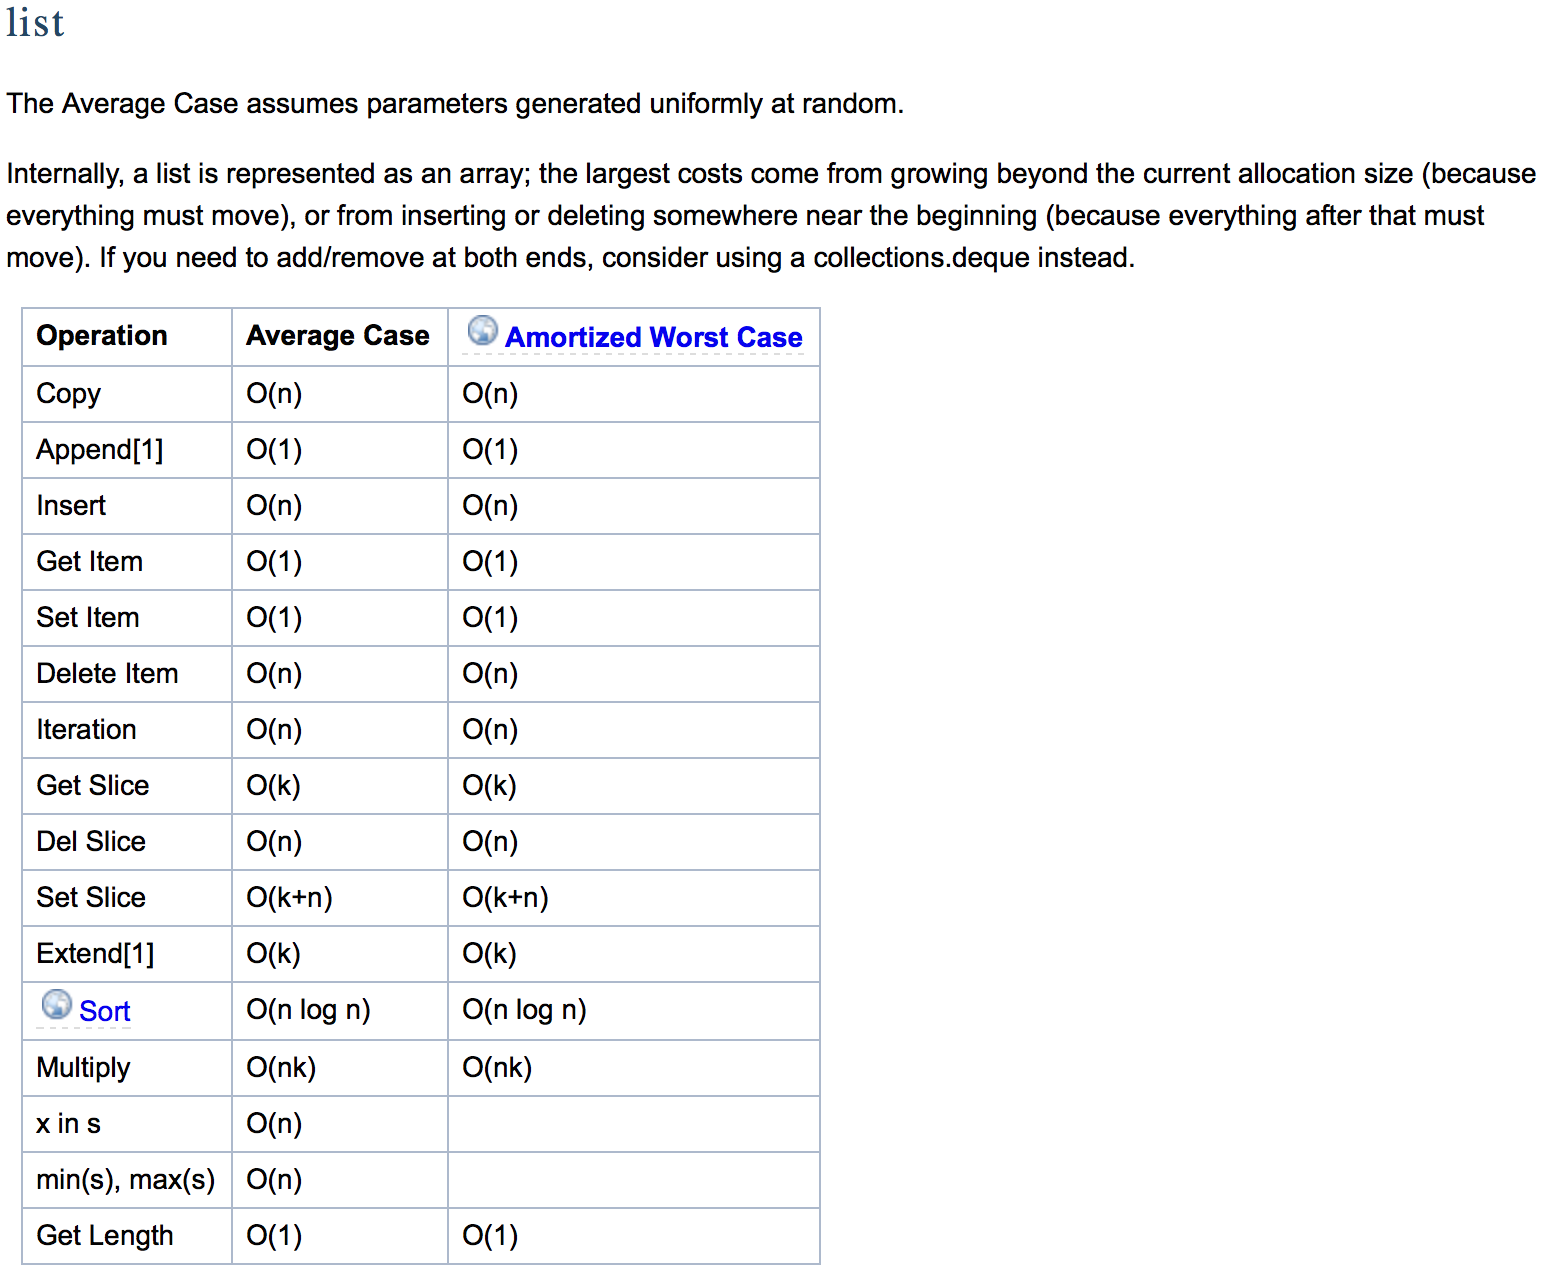 list
The Average Case assumes parameters generated uniformly at random.
Internally, a list is represented as an array; the largest costs come from growing beyond the current allocation size (because
everything must move), or from inserting or deleting somewhere near the beginning (because everything after that must
move). If you need to add/remove at both ends, consider using a collections.deque instead.
Operation Average Case Amortized Worst Case
Copy O(n) O(n)
Append[1] O(1) O(1)
Insert O(n) O(n)
Get Item O(1) O(1)
Set Item O(1) O(1)
Delete Item O(n) O(n)
Iteration O(n) O(n)
Get Slice O(k) O(k)
Del Slice O(n) O(n)
Set Slice O(k+n) O(k+n)
Extend[1] O(k) O(k)
Sort O(n log n) O(n log n)
Multiply O(nk) O(nk)
x in s O(n)
min(s), max(s) O(n)
Get Length O(1) O(1)